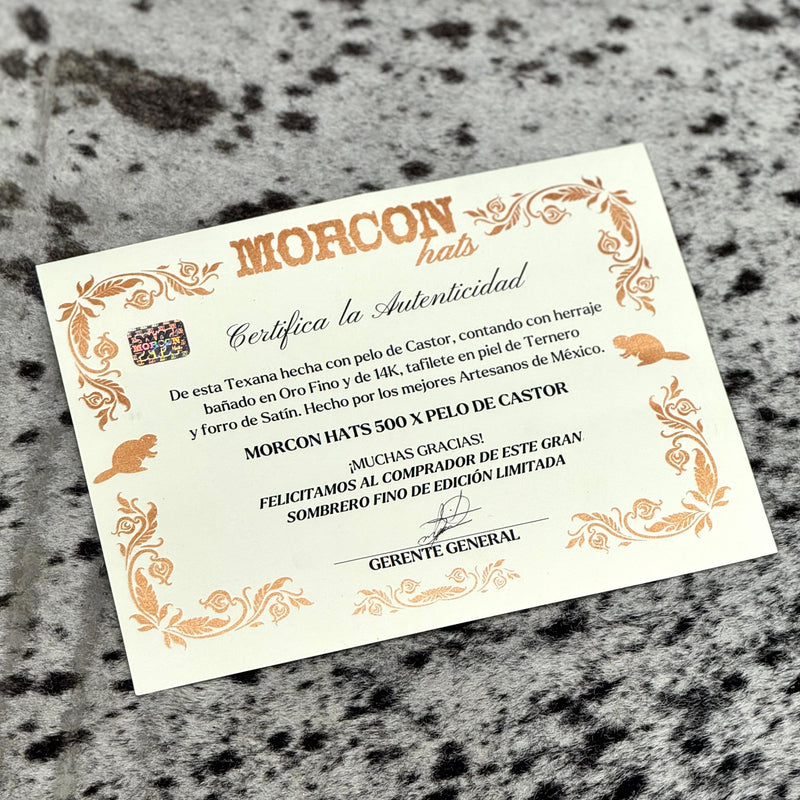 MORCON
hats
Certifica la Autenticidad
MORCON
De esta Texana hecha con pelo de Castor, contando con herraje
bañado en Oro Fino y de 14K, tafilete en piel de Ternero
y forro de Satín. Hecho por los mejores Artesanos de México.
MORCON HATS 500 X PELO DE CASTOR
¡MUCHAS GRACIAS!
FELICITAMOS AL COMPRADOR DE ESTE GRAN
SOMBRERO FINO DE EDICIÓN LIMITADA
GERENTE GENERAL